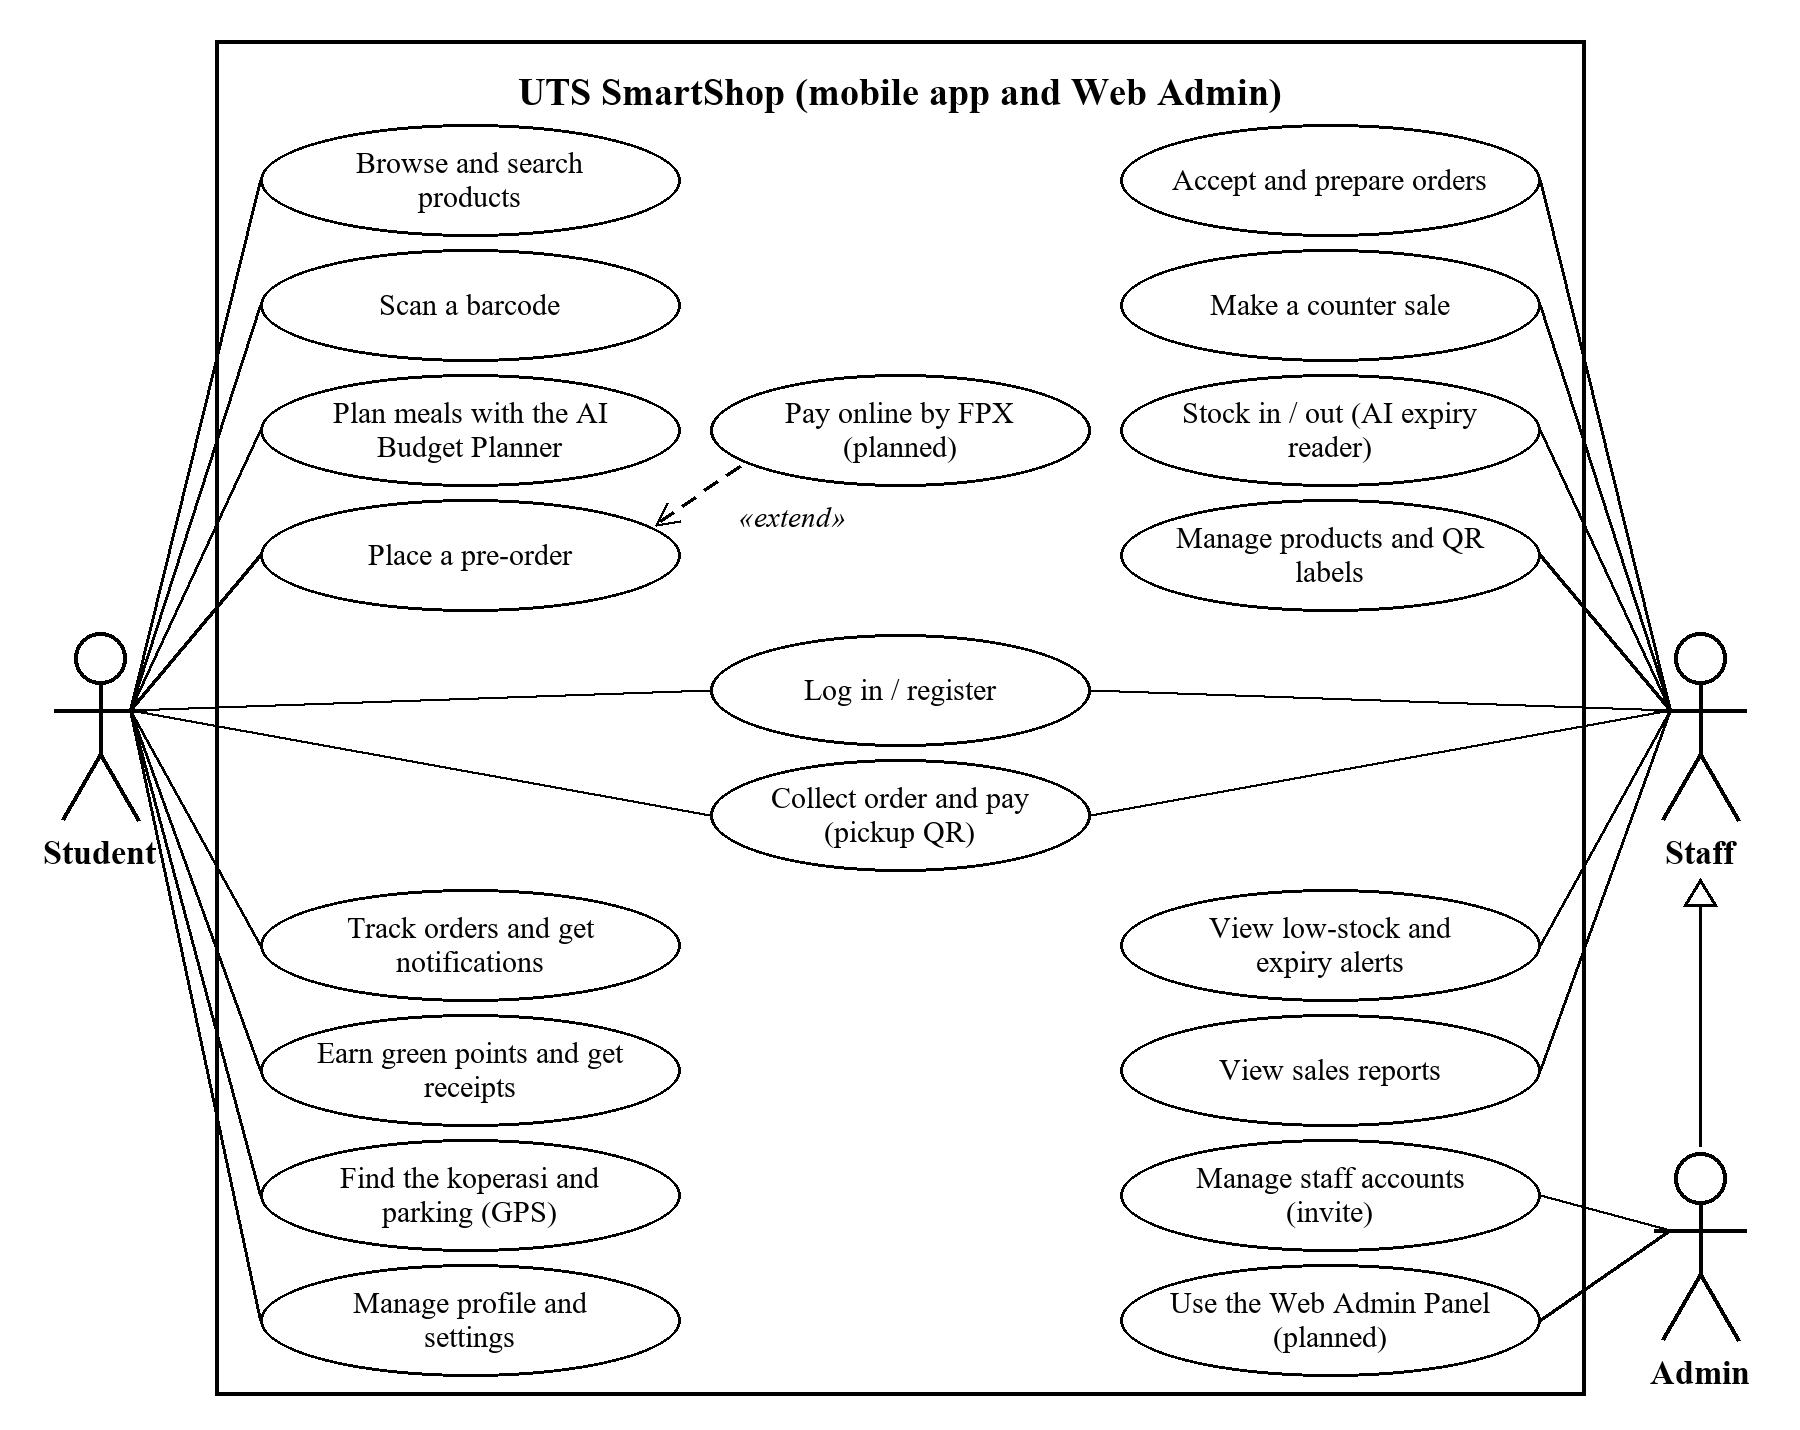 UTS SmartShop (mobile app and Web Admin)
Browse and search
products
Accept and prepare orders
Scan a barcode
Make a counter sale
Plan meals with the AI
Budget Planner
Pay online by FPX
(planned)
Stock in / out (AI expiry
reader)
«extend»
Place a pre-order
Manage products and QR
labels
Log in / register
Collect order and pay
(pickup QR)
Student
Staff
Track orders and get
notifications
View low-stock and
expiry alerts
Earn green points and get
receipts
View sales reports
Find the koperasi and
parking (GPS)
Manage staff accounts
(invite)
Manage profile and
settings
Use the Web Admin Panel
(planned)
Admin